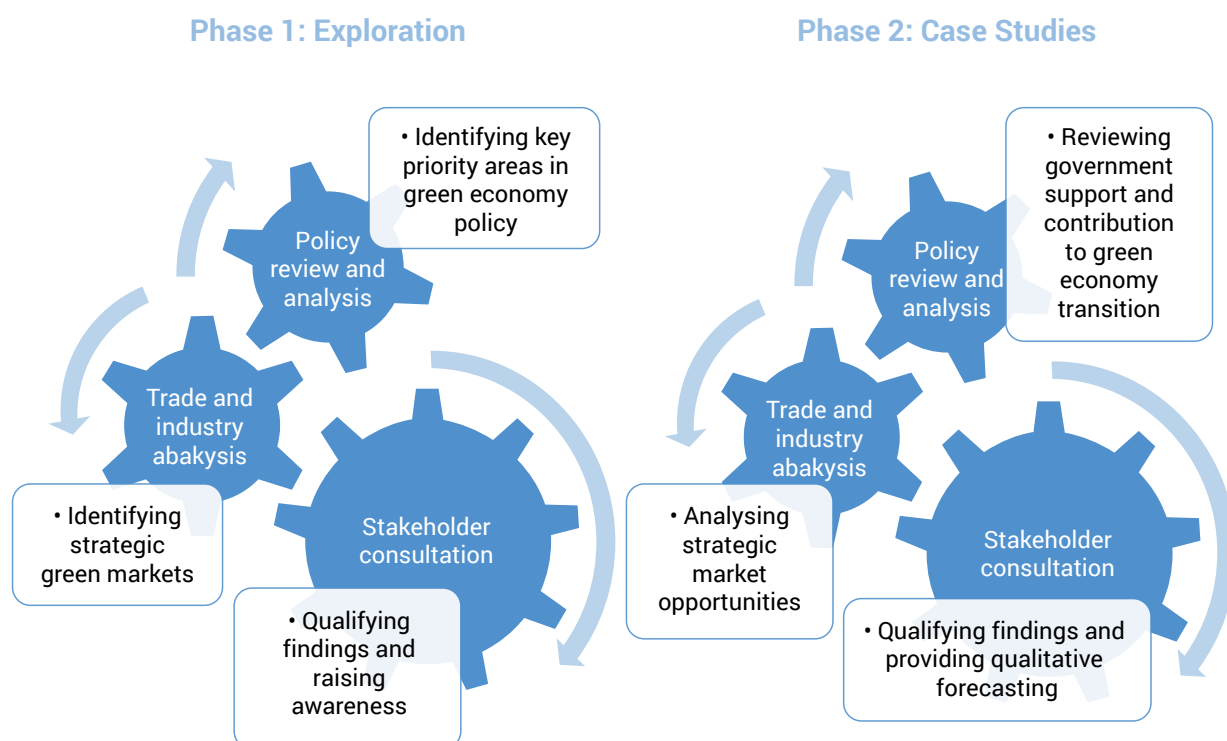 Phase 1: Exploration
• Identifying key
priority areas in
green economy
policy
Policy
review and
analysis
Trade and
industry
abakysis
• Identifying
strategic
green markets
Stakeholder
consultation
• Qualifying
findings and
raising
awareness
Phase 2: Case Studies
• Reviewing
government
support and
contribution
to green
economy
transition
Policy
review and
analysis
Trade and
industry
abakysis
• Analysing
strategic
market
opportunities
Stakeholder
consultation
• Qualifying findings and
providing qualitative
forecasting